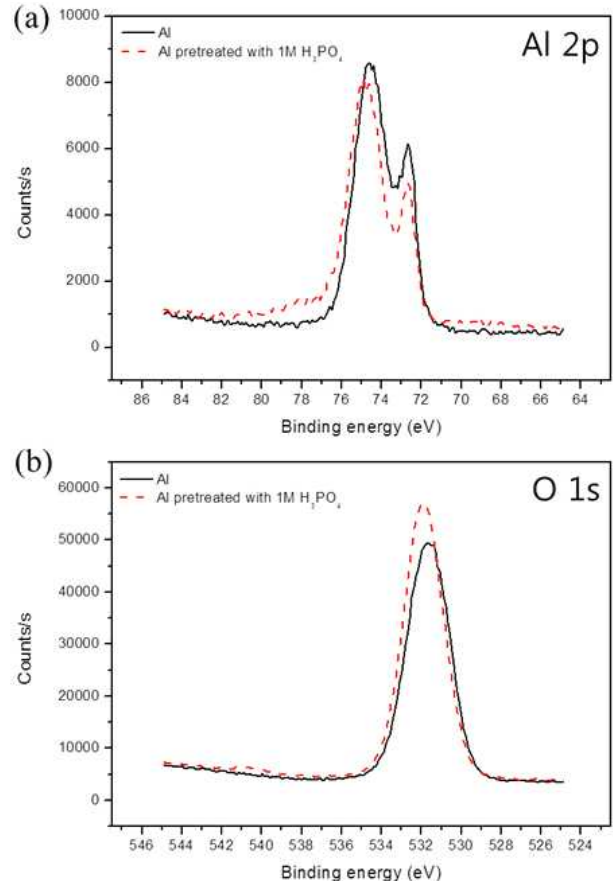 (a)
Al
Al pretreated with 1M H₃PO₄
Al 2p
10000
8000
6000
4000
2000
0
Counts/s
86 84 82 80 78 76 74 72 70 68 66 64
Binding energy (eV)
(b)
Al
Al pretreated with 1M H₃PO₄
O 1s
60000
50000
40000
30000
20000
10000
0
Counts/s
546 544 542 540 538 536 534 532 530 528 526 524
Binding energy (eV)